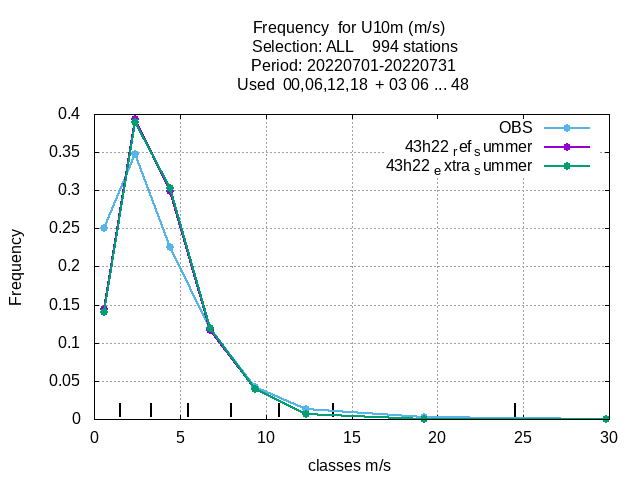 Frequency for U10m (m/s)
Selection: ALL 994 stations
Period: 20220701-20220731
Used 00,06,12,18 + 03 06 ... 48
OBS
43h22 ref summer
43h22 extra summer
0.4
0.35
0.3
0.25
0.2
0.15
0.1
0.05
0
Frequency
0 5 10 15 20 25 30
classes m/s